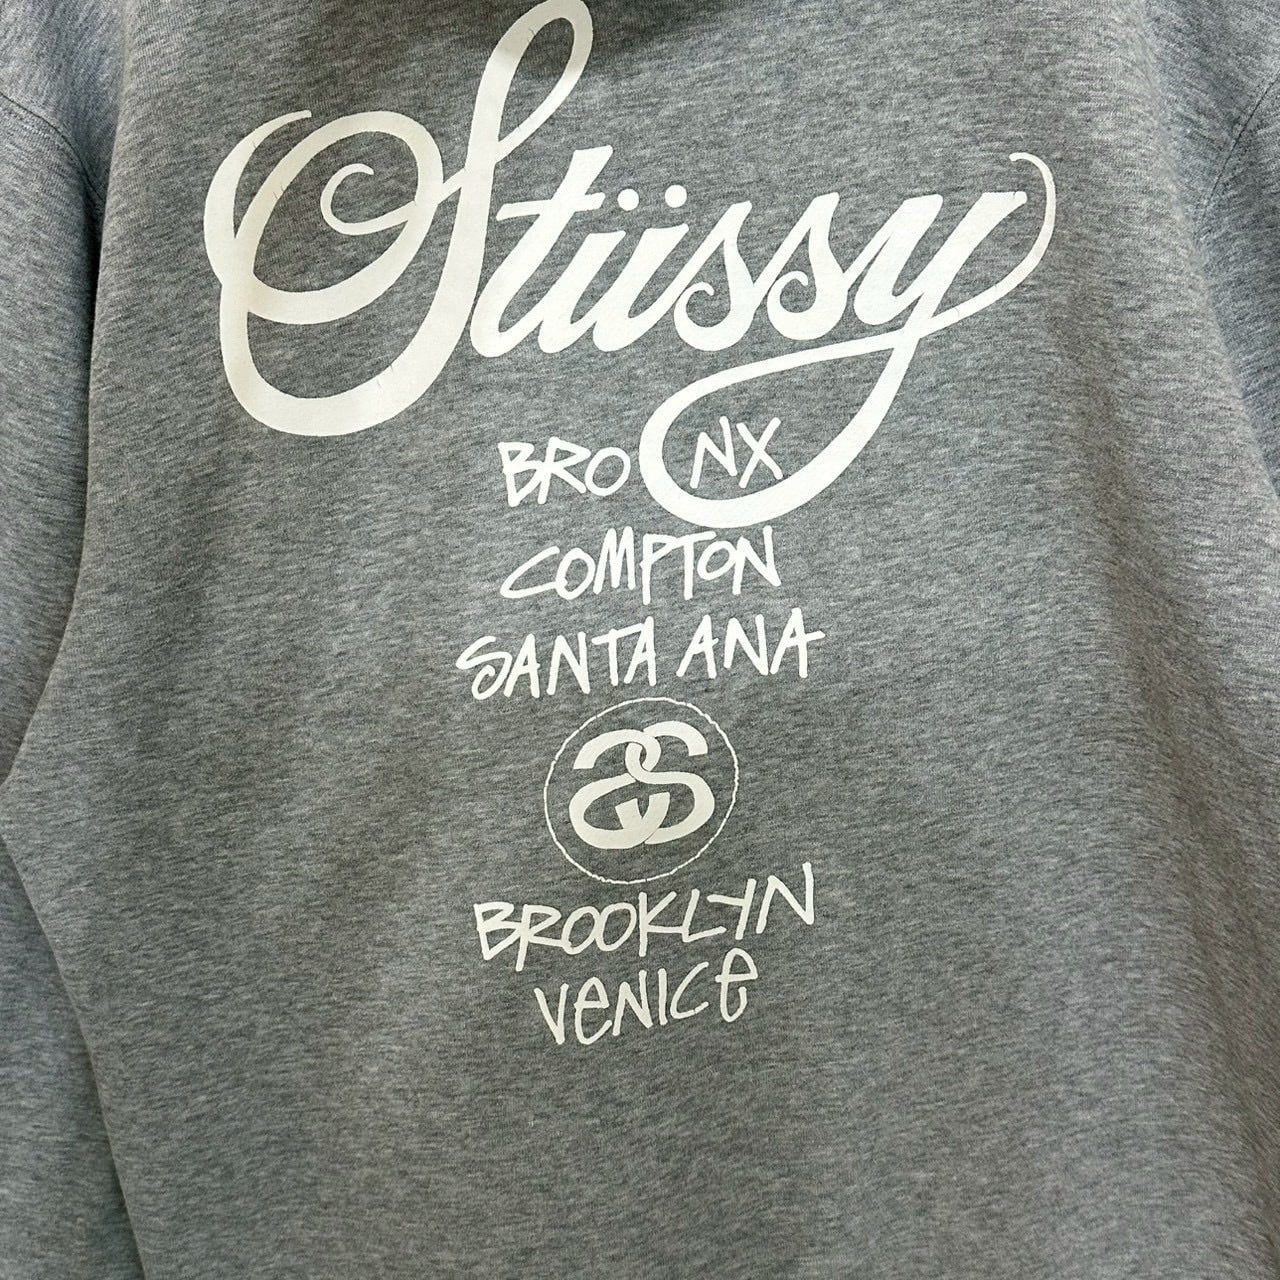 Stüssy
BRONX
COMPTON
SANTA ANA
SS
BROOKLYN
VENICE